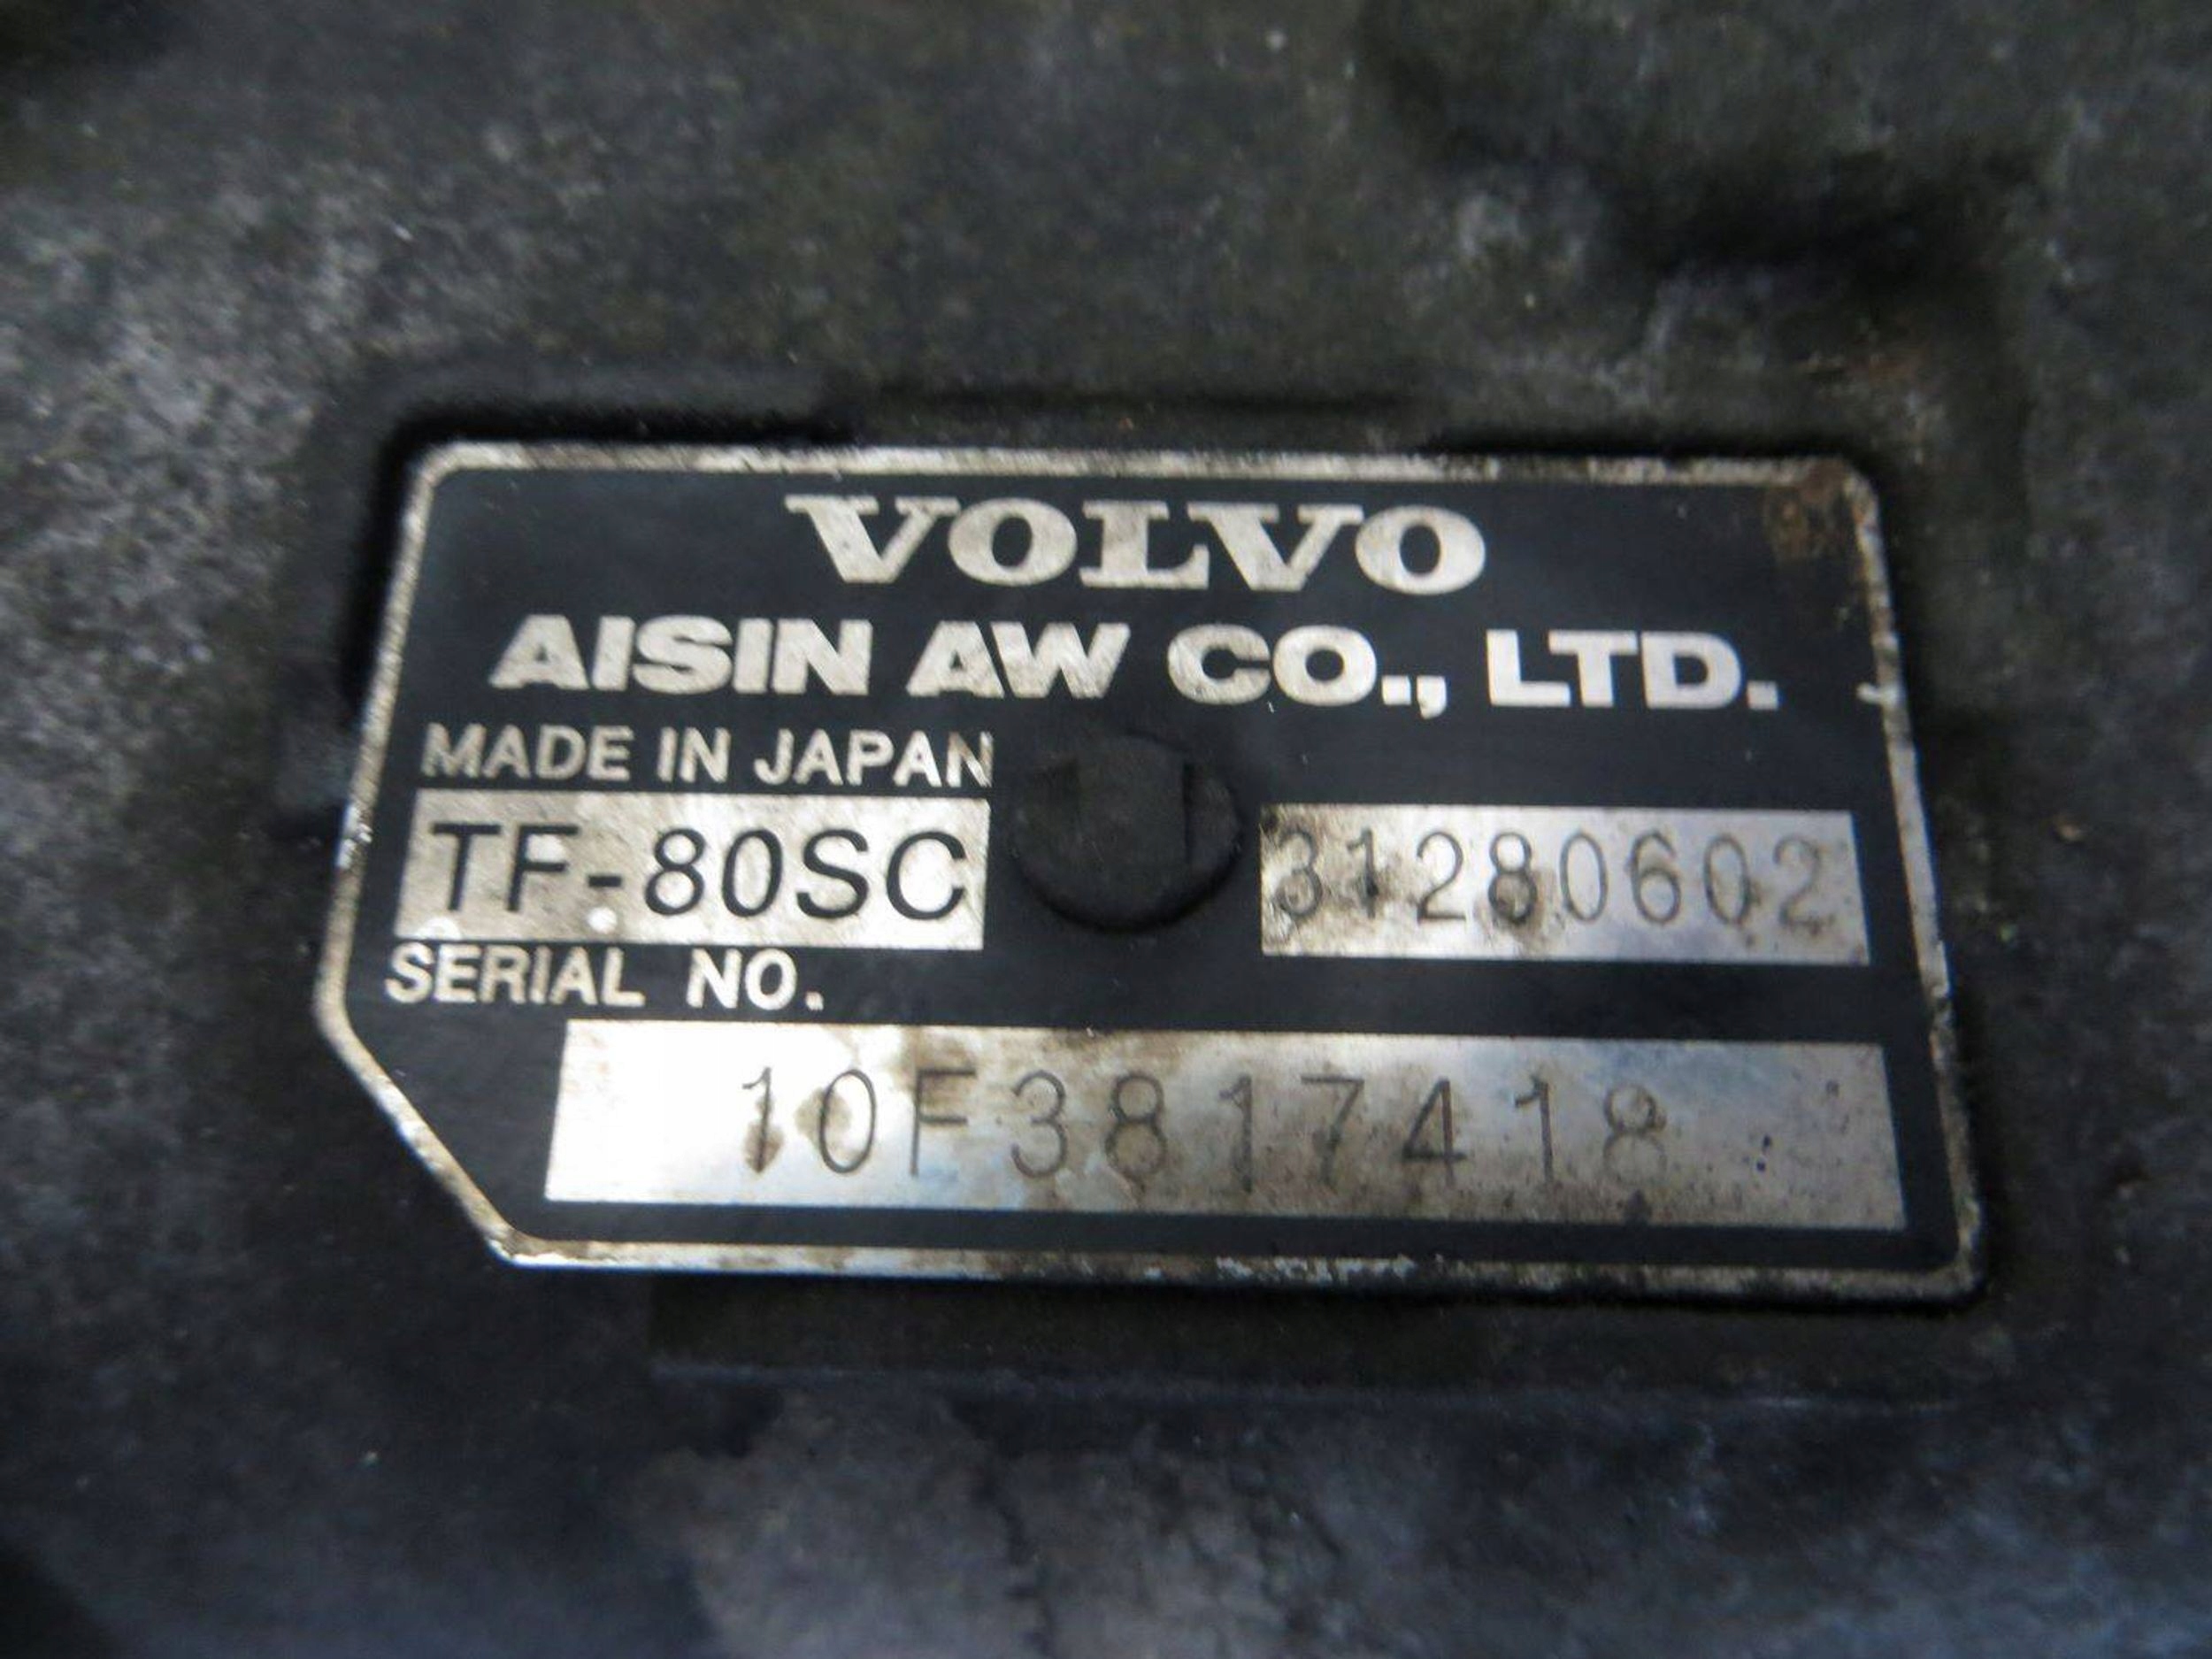 VOLVO
AISIN AW CO., LTD.
MADE IN JAPAN
TF-80SC 31280602
SERIAL NO.
10F3817418